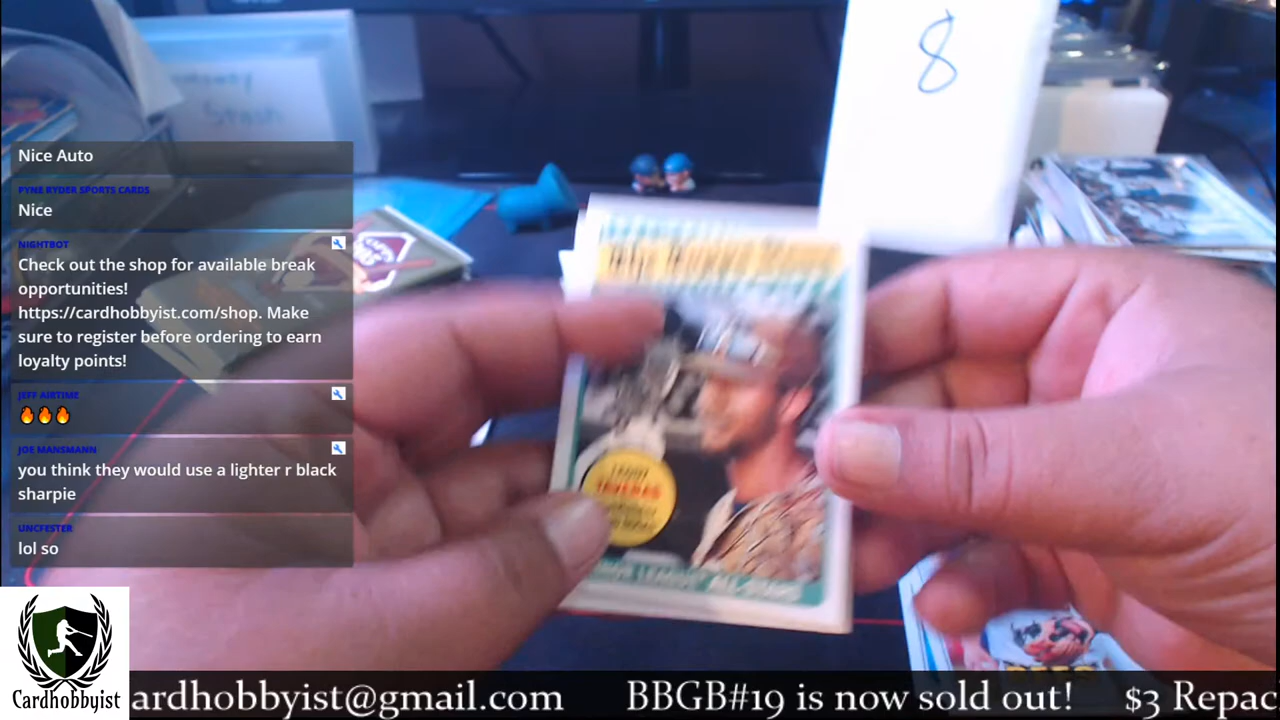 8
Nice Auto
PYNE RYDER SPORTS CARDS
Nice
NIGHTBOT
Check out the shop for available break
opportunities!
https://cardhobbyist.com/shop. Make
sure to register before ordering to earn
loyalty points!
JEFF AIRTIME
🔥🔥🔥
JOE MANSMANN
you think they would use a lighter r black
sharpie
UNCFESTER
lol so
Stash
Cardhobbyist
ardhobbyist@gmail.com BBGB#19 is now sold out! $3 Repac